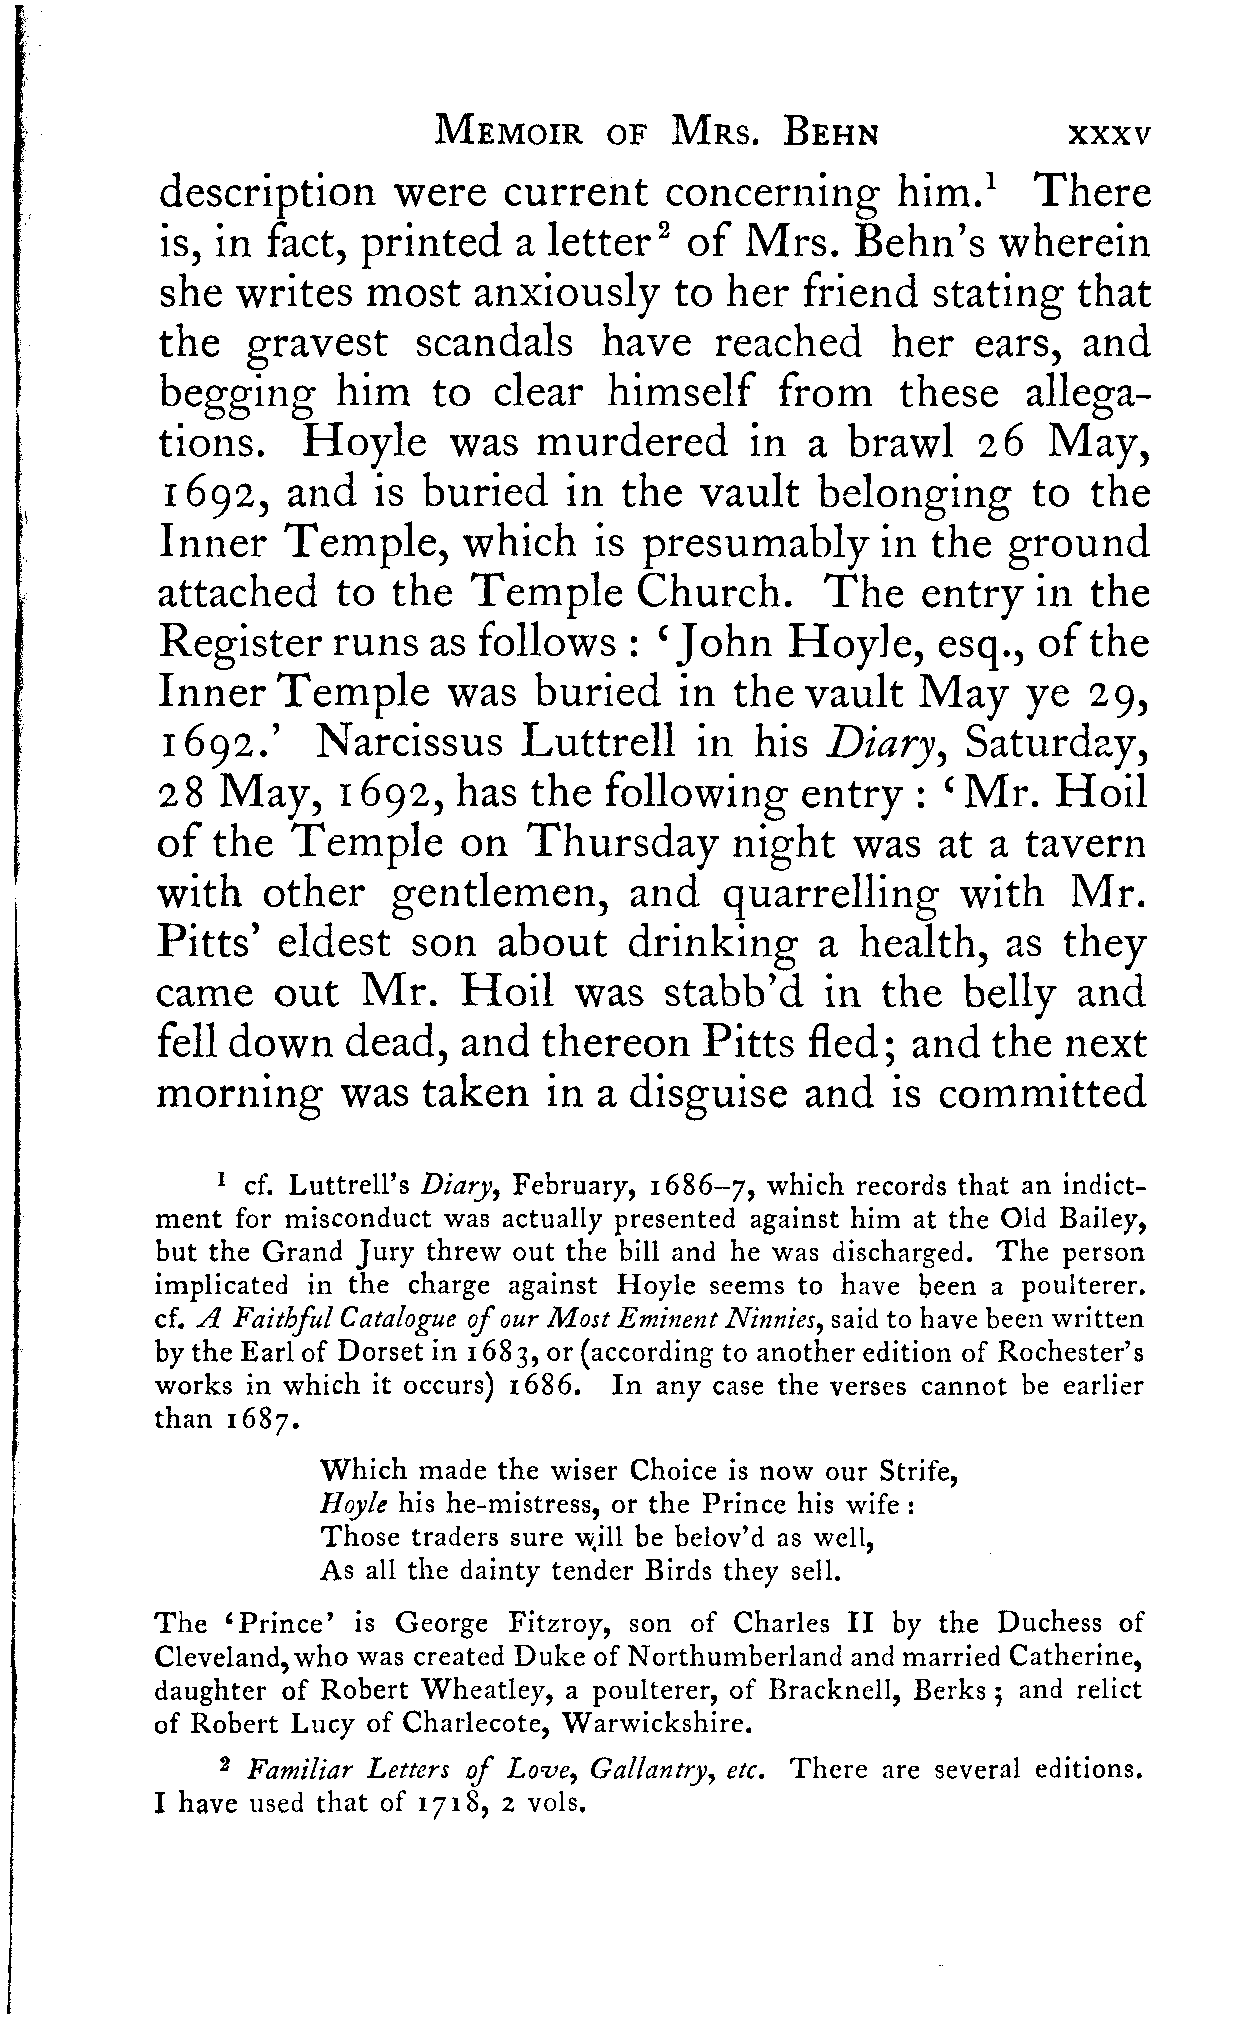 Memoir of Mrs. Behn xxxv
description were current concerning him.¹ There
is, in fact, printed a letter² of Mrs. Behn's wherein
she writes most anxiously to her friend stating that
the gravest scandals have reached her ears, and
begging him to clear himself from these allega-
tions. Hoyle was murdered in a brawl 26 May,
1692, and is buried in the vault belonging to the
Inner Temple, which is presumably in the ground
attached to the Temple Church. The entry in the
Register runs as follows : ‘John Hoyle, esq., of the
Inner Temple was buried in the vault May ye 29,
1692.’ Narcissus Luttrell in his Diary, Saturday,
28 May, 1692, has the following entry : ‘Mr. Hoil
of the Temple on Thursday night was at a tavern
with other gentlemen, and quarrelling with Mr.
Pitts’ eldest son about drinking a health, as they
came out Mr. Hoil was stabb’d in the belly and
fell down dead, and thereon Pitts fled; and the next
morning was taken in a disguise and is committed
¹ cf. Luttrell’s Diary, February, 1686–7, which records that an indict-
ment for misconduct was actually presented against him at the Old Bailey,
but the Grand Jury threw out the bill and he was discharged. The person
implicated in the charge against Hoyle seems to have been a poulterer.
cf. A Faithful Catalogue of our Most Eminent Ninnies, said to have been written
by the Earl of Dorset in 1683, or (according to another edition of Rochester’s
works in which it occurs) 1686. In any case the verses cannot be earlier
than 1687.
Which made the wiser Choice is now our Strife,
Hoyle his he-mistress, or the Prince his wife :
Those traders sure will be belov’d as well,
As all the dainty tender Birds they sell.
The ‘Prince’ is George Fitzroy, son of Charles II by the Duchess of
Cleveland, who was created Duke of Northumberland and married Catherine,
daughter of Robert Wheatley, a poulterer, of Bracknell, Berks ; and relict
of Robert Lucy of Charlecote, Warwickshire.
² Familiar Letters of Love, Gallantry, etc. There are several editions.
I have used that of 1718, 2 vols.